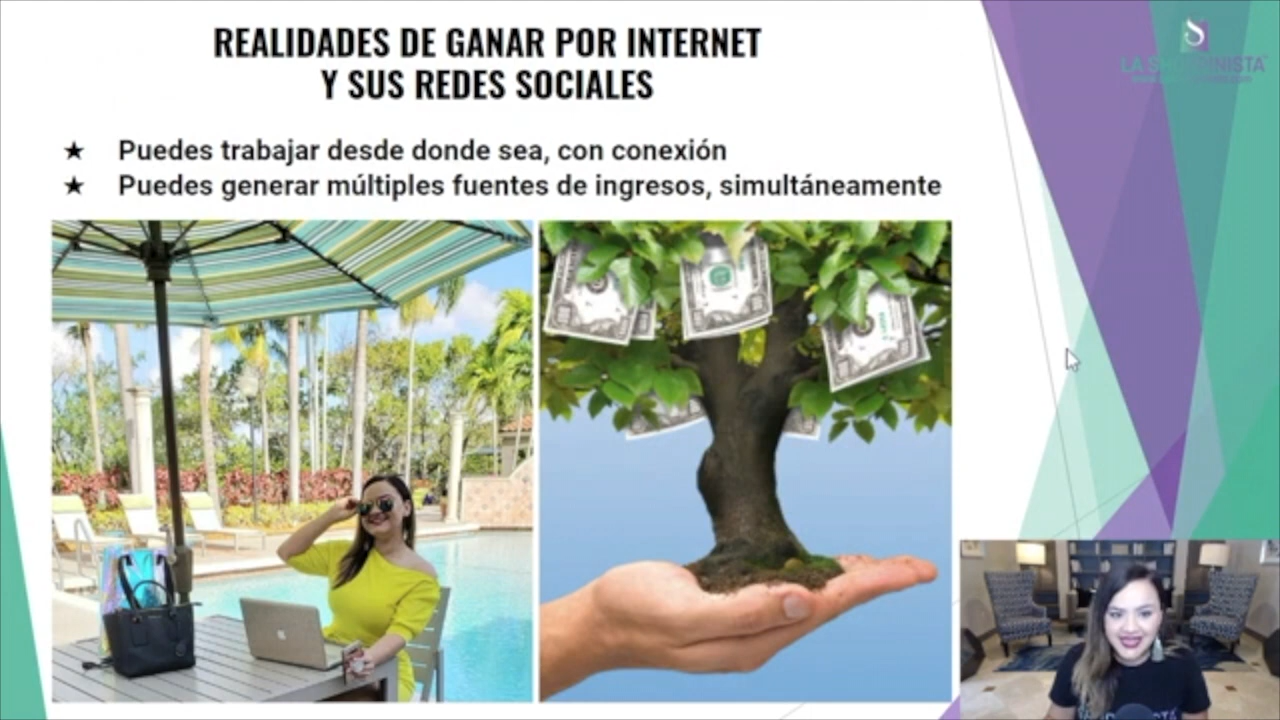 REALIDADES DE GANAR POR INTERNET
Y SUS REDES SOCIALES
★ Puedes trabajar desde donde sea, con conexión
★ Puedes generar múltiples fuentes de ingresos, simultáneamente